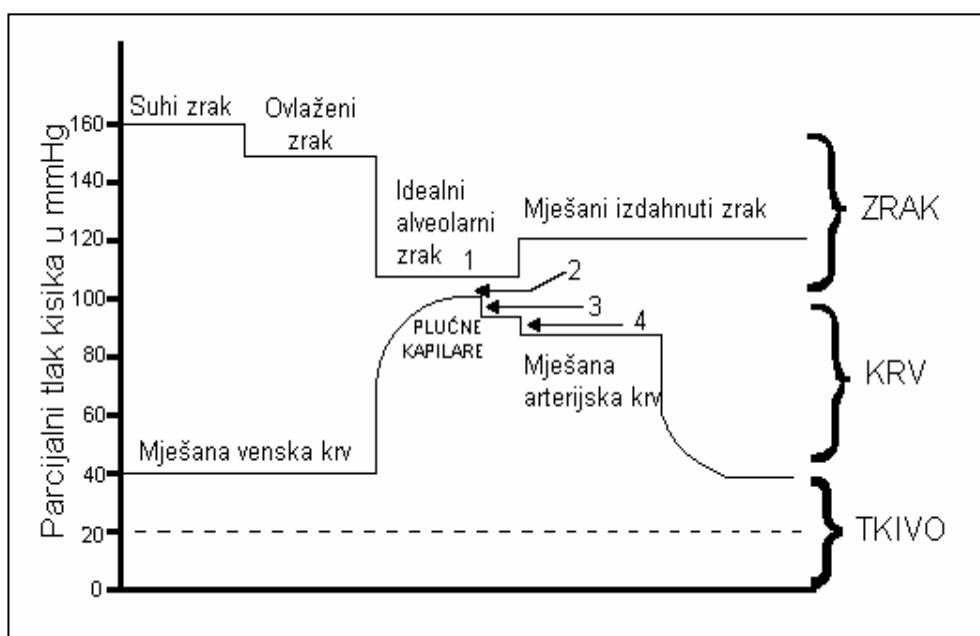 Parcijalni tlak kisika u mmHg
160
140
120
100
80
60
40
20
0
Suhi zrak
Ovlaženi
zrak
Idealni
alveolarni
zrak
1
Mješani izdahnuti zrak
2
3
4
PLUĆNE
KAPILARE
Mješana
arterijska krv
Mješana venska krv
ZRAK
KRV
TKIVO